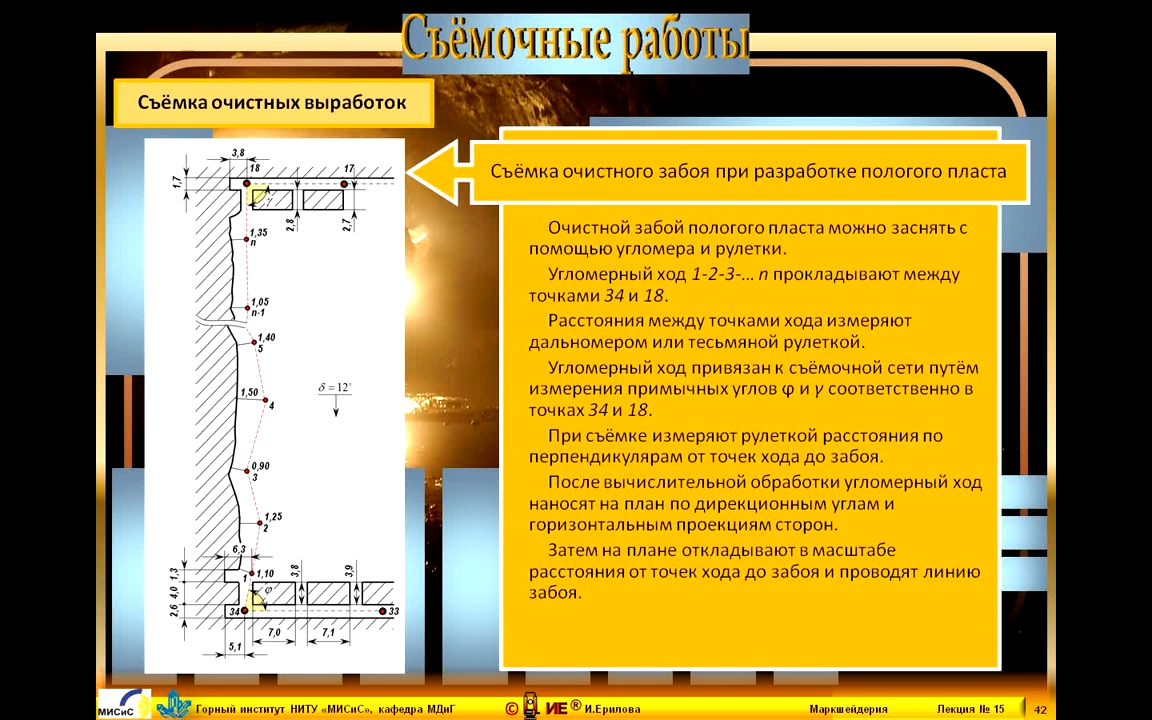 Съёмочные работы
Съёмка очистных выработок
Съёмка очистного забоя при разработке пологого пласта
3,8
18
17
1,7
γ
2,8
2,7
1,35
n
1,05
n-1
1,40
5
1,50
4
δ = 12°
0,90
3
1,25
2
6,3
1
1,10
1,3
4,0
2,6
3,8
3,9
φ
34
33
7,0
7,1
5,1
Очистной забой пологого пласта можно заснять с
помощью угломера и рулетки.
Угломерный ход 1-2-3-... n прокладывают между
точками 34 и 18.
Расстояния между точками хода измеряют
дальномером или тесьмяной рулеткой.
Угломерный ход привязан к съёмочной сети путём
измерения примычных углов φ и γ соответственно в
точках 34 и 18.
При съёмке измеряют рулеткой расстояния по
перпендикулярам от точек хода до забоя.
После вычислительной обработки угломерный ход
наносят на план по дирекционным углам и
горизонтальным проекциям сторон.
Затем на плане откладывают в масштабе
расстояния от точек хода до забоя и проводят линию
забоя.
МИСиС
Горный институт НИТУ «МИСиС», кафедра МДиГ
© ИЕ ® И.Ерилова
Маркшейдерия
Лекция № 15
42